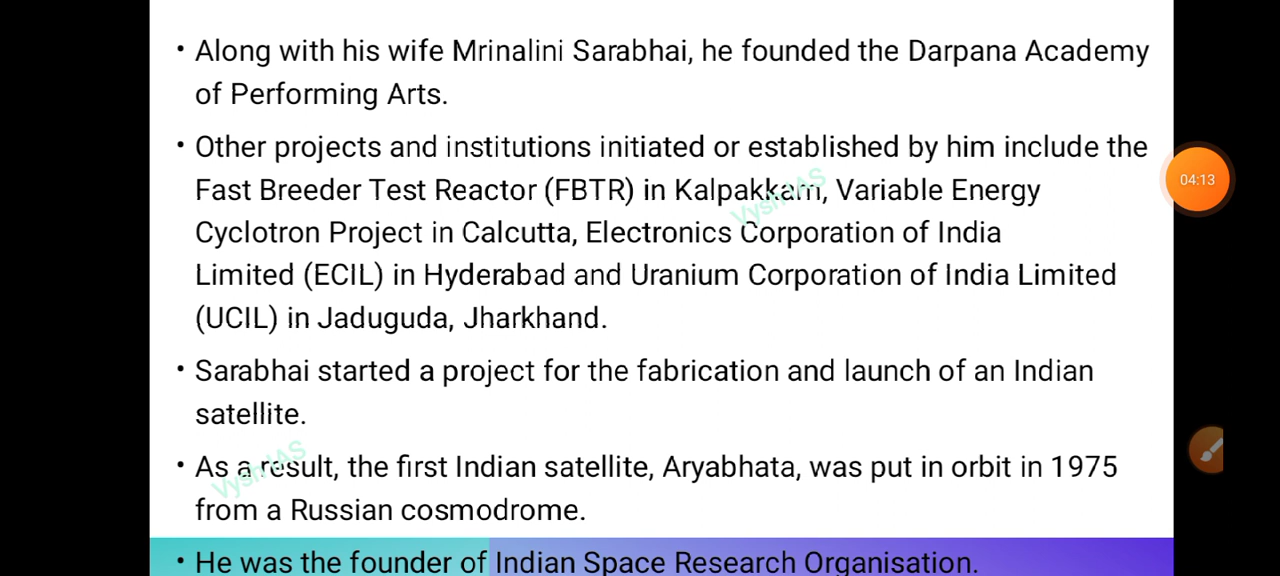 • Along with his wife Mrinalini Sarabhai, he founded the Darpana Academy
of Performing Arts.
• Other projects and institutions initiated or established by him include the
Fast Breeder Test Reactor (FBTR) in Kalpakkam, Variable Energy
Cyclotron Project in Calcutta, Electronics Corporation of India
Limited (ECIL) in Hyderabad and Uranium Corporation of India Limited
(UCIL) in Jaduguda, Jharkhand.
• Sarabhai started a project for the fabrication and launch of an Indian
satellite.
• As a result, the first Indian satellite, Aryabhata, was put in orbit in 1975
from a Russian cosmodrome.
• He was the founder of Indian Space Research Organisation.
04:13
Vysh IAS
Vysh IAS